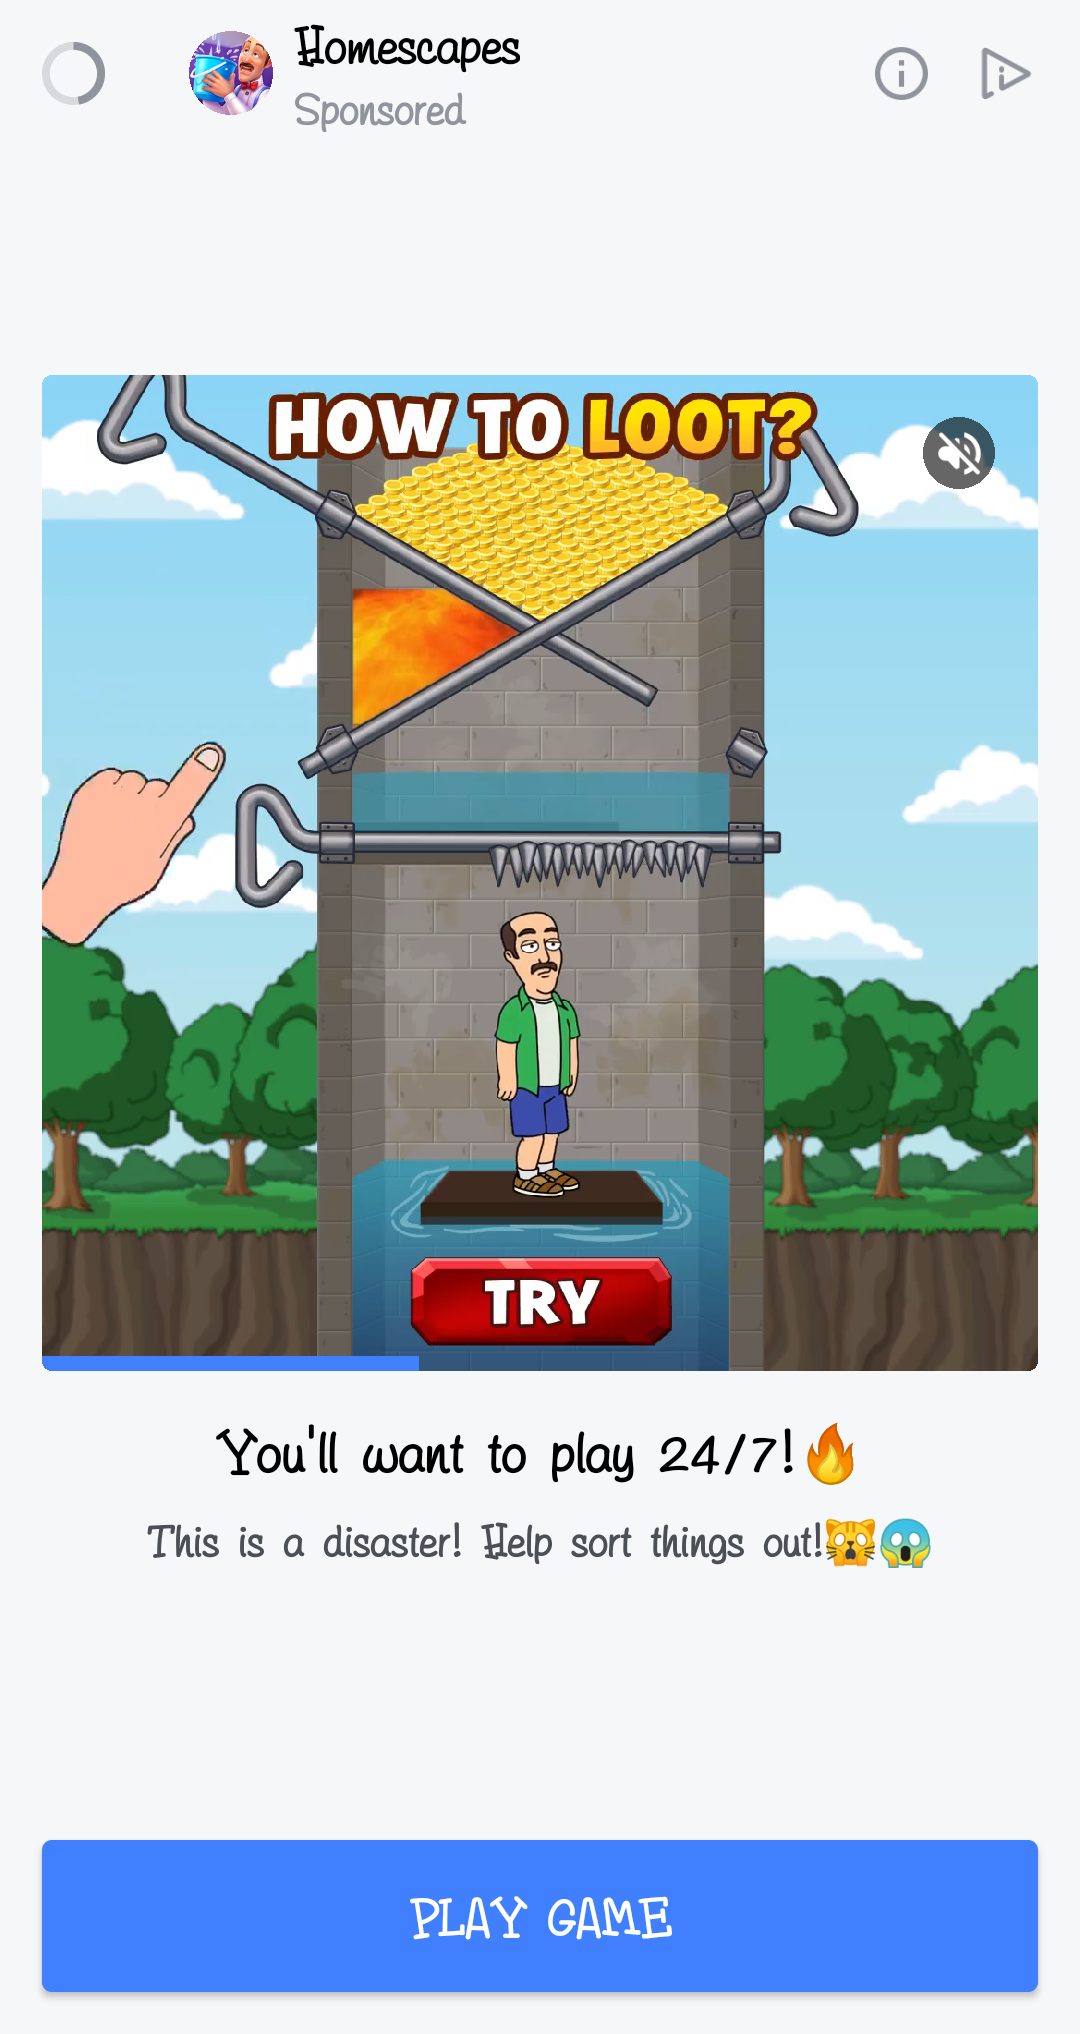 Homescapes
Sponsored
HOW TO LOOT?
TRY
You'll want to play 24/7!🔥
This is a disaster! Help sort things out!🙀😱
PLAY GAME